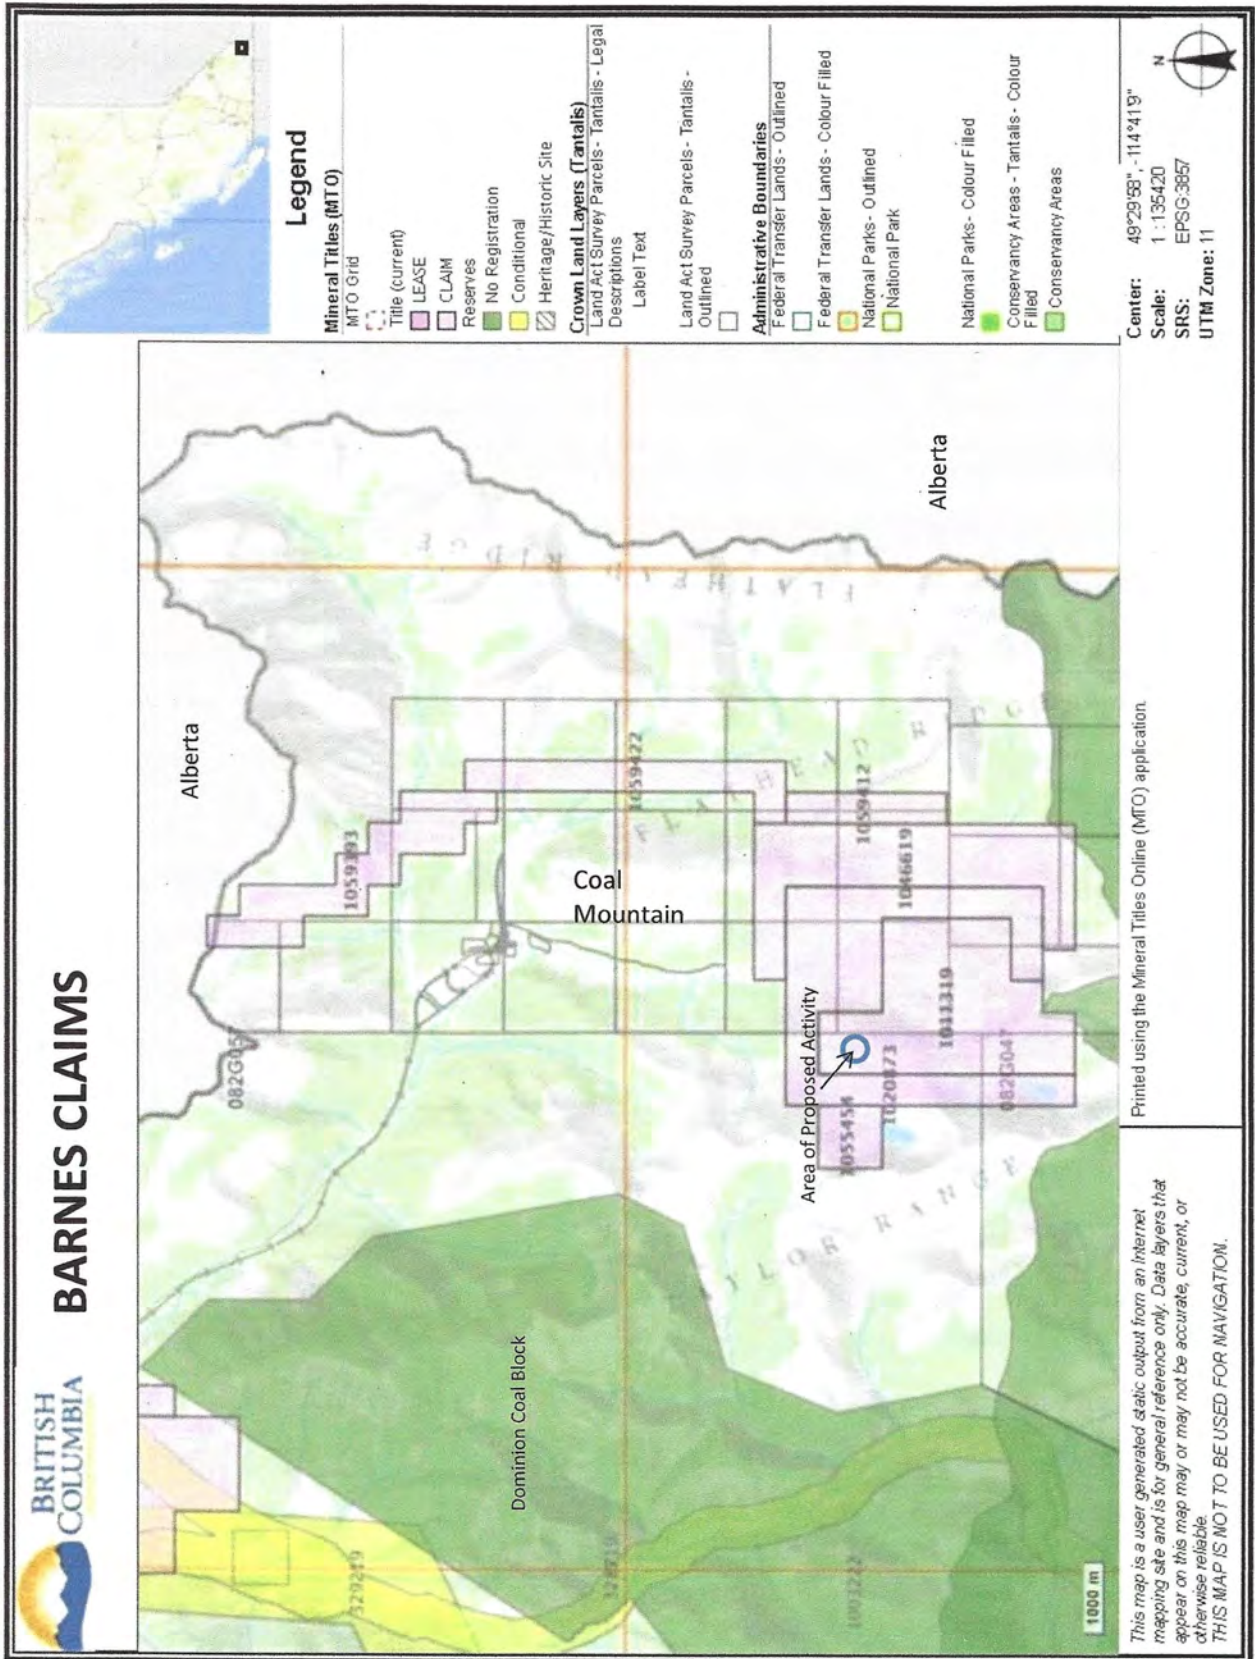 BRITISH
COLUMBIA
BARNES CLAIMS
Alberta
Alberta
082G057
1059393
Coal
Mountain
1059422
FLATHEAD RIDGE
1059412
1046619
1011319
Area of Proposed Activity
1020873
1055454
082G047
Dominion Coal Block
329219
1003222
1000 m
Legend
Mineral Titles (MTO)
MTO Grid
Title (current)
LEASE
CLAIM
Reserves
No Registration
Conditional
Heritage/Historic Site
Crown Land Layers (Tantalis)
Land Act Survey Parcels - Tantalis - Legal
Descriptions
Label Text
Land Act Survey Parcels - Tantalis -
Outlined
Administrative Boundaries
Federal Transfer Lands - Outlined
Federal Transfer Lands - Colour Filled
National Parks - Outlined
National Park
National Parks - Colour Filled
Conservancy Areas - Tantalis - Colour
Filled
Conservancy Areas
This map is a user generated static output from an Internet
mapping site and is for general reference only. Data layers that
appear on this map may or may not be accurate, current, or
otherwise reliable.
THIS MAP IS NOT TO BE USED FOR NAVIGATION.
Printed using the Mineral Titles Online (MTO) application.
Center: 49°29'58", -114°41'9"
Scale: 1 : 135420
SRS: EPSG:3857
UTM Zone: 11
N